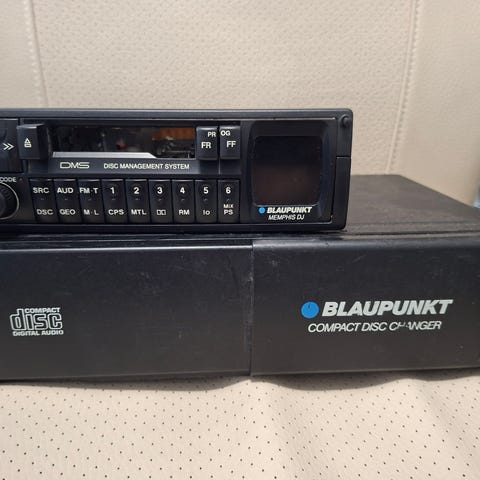 PR OG
FR FF
CODE
DMS DISC MANAGEMENT SYSTEM
SRC AUD FM·T 1 2 3 4 5 6
DSC GEO M·L CPS MTL RM lo MIX PS
BLAUPUNKT
MEMPHIS DJ
COMPACT
disc
DIGITAL AUDIO
BLAUPUNKT
COMPACT DISC CHANGER